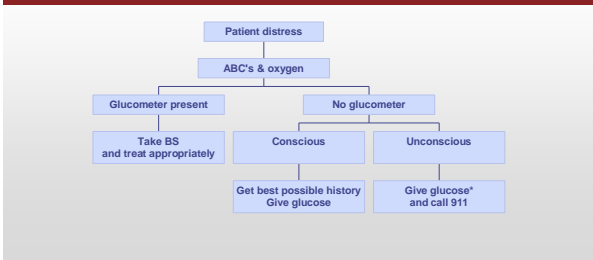 Patient distress
ABC's & oxygen
Glucometer present
No glucometer
Take BS
and treat appropriately
Conscious
Unconscious
Get best possible history
Give glucose
Give glucose*
and call 911